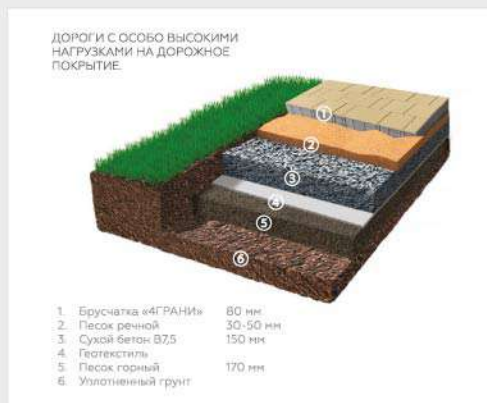 ДОРОГИ С ОСОБО ВЫСОКИМИ
НАГРУЗКАМИ НА ДОРОЖНОЕ
ПОКРЫТИЕ.
1
2
3
4
5
6
1. Брусчатка «4ГРАНИ» 80 мм
2. Песок речной 30-50 мм
3. Сухой бетон В7,5 150 мм
4. Геотекстиль
5. Песок горный 170 мм
6. Уплотненный грунт